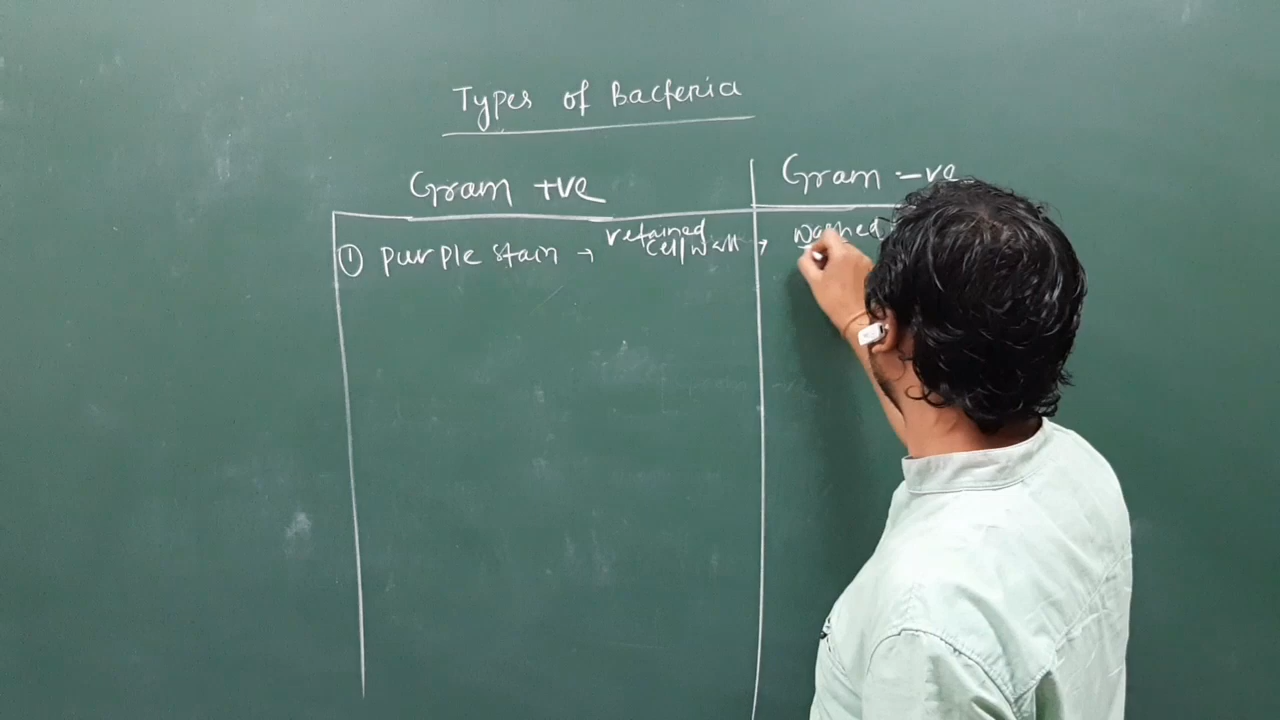 Types of Bacteria
Gram +ve
Gram -ve
① purple stain → retained
cell wall
→ washed